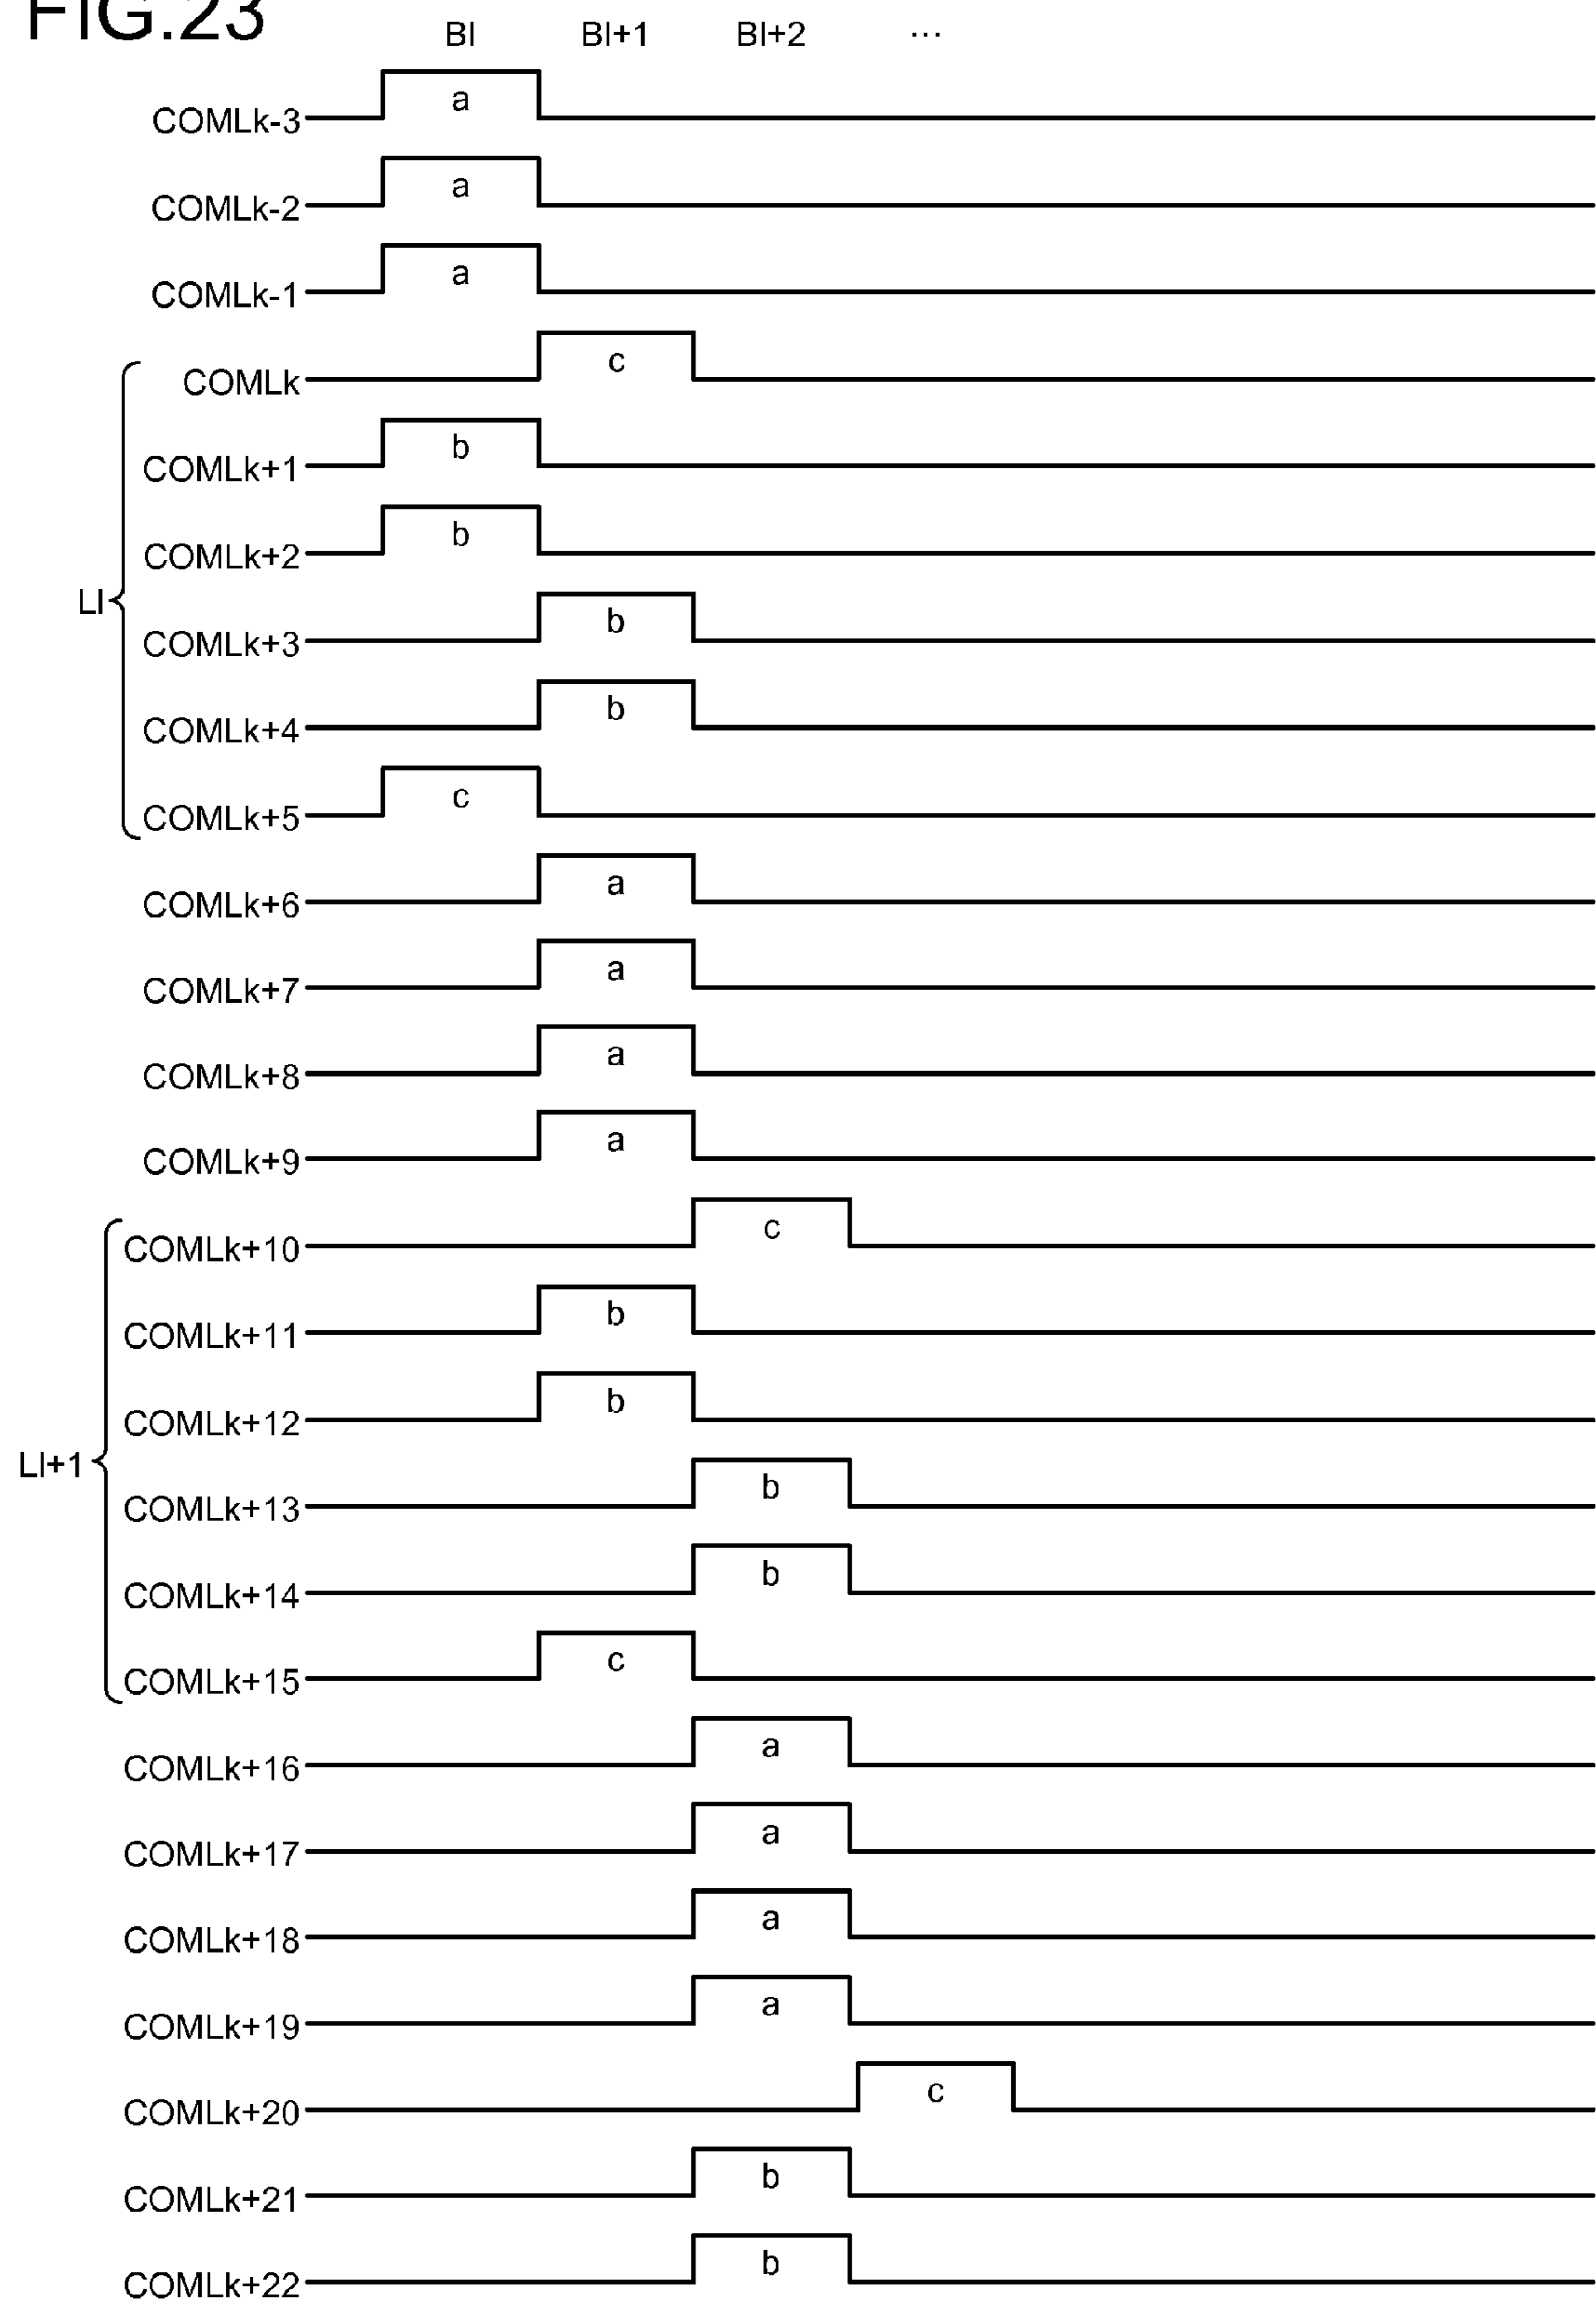 FIG.23
Bl Bl+1 Bl+2 ...
COMLk-3 a
COMLk-2 a
COMLk-1 a
COMLk c
COMLk+1 b
COMLk+2 b
Ll
COMLk+3 b
COMLk+4 b
COMLk+5 c
COMLk+6 a
COMLk+7 a
COMLk+8 a
COMLk+9 a
COMLk+10 c
COMLk+11 b
COMLk+12 b
Ll+1
COMLk+13 b
COMLk+14 b
COMLk+15 c
COMLk+16 a
COMLk+17 a
COMLk+18 a
COMLk+19 a
COMLk+20 c
COMLk+21 b
COMLk+22 b